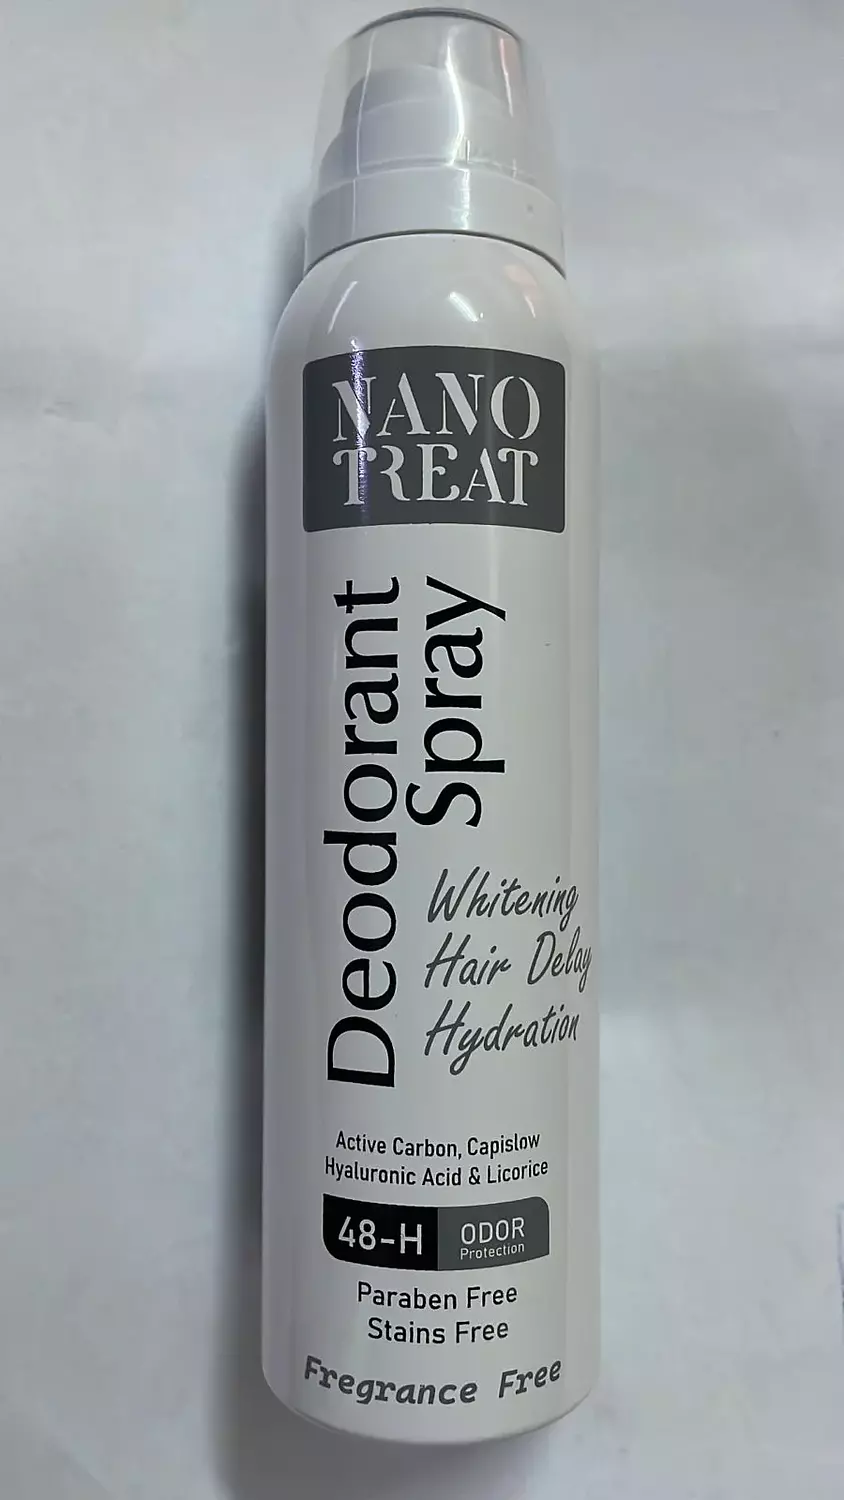 NANO
TREAT
Deodorant
Spray
Whitening
Hair Delay
Hydration
Active Carbon, Capislow
Hyaluronic Acid & Licorice
48-H
ODOR
Protection
Paraben Free
Stains Free
Fregrance Free